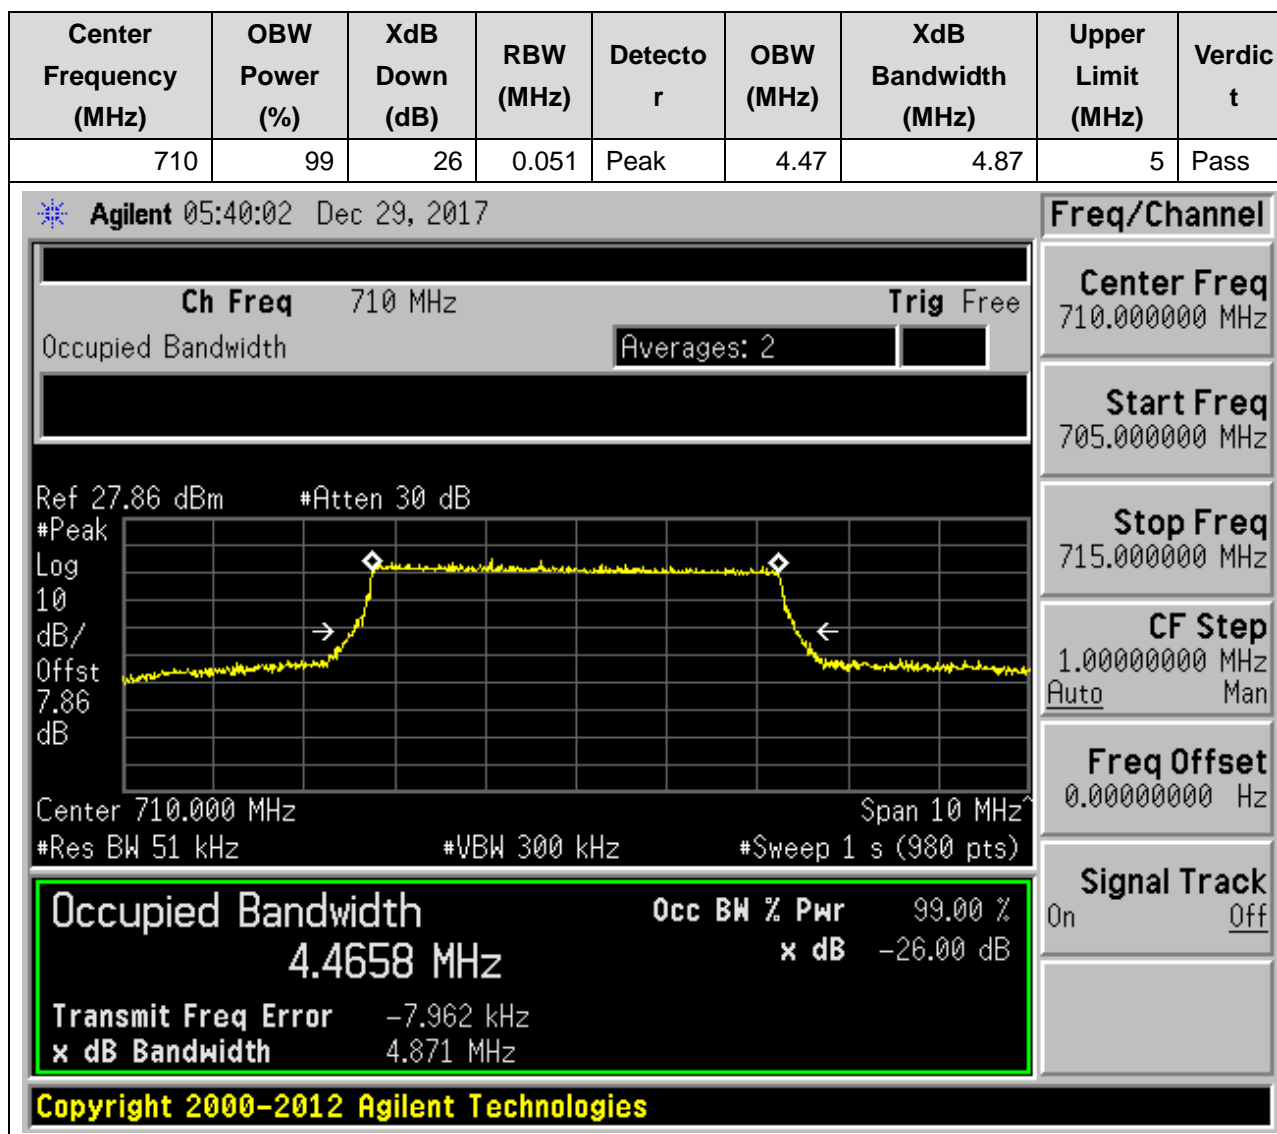 Center Frequency (MHz) OBW Power (%) XdB Down (dB) RBW (MHz) Detecto r OBW (MHz) XdB Bandwidth (MHz) Upper Limit (MHz) Verdic t
710 99 26 0.051 Peak 4.47 4.87 5 Pass
Agilent 05:40:02 Dec 29, 2017
Freq/Channel
Ch Freq 710 MHz Trig Free
Occupied Bandwidth Averages: 2
Center Freq
710.000000 MHz
Start Freq
705.000000 MHz
Stop Freq
715.000000 MHz
CF Step
1.00000000 MHz
Auto Man
Freq Offset
0.00000000 Hz
Signal Track
On Off
Ref 27.86 dBm #Atten 30 dB
#Peak
Log
10
dB/
Offst
7.86
dB
Center 710.000 MHz Span 10 MHz^
#Res BW 51 kHz #VBW 300 kHz #Sweep 1 s (980 pts)
Occupied Bandwidth Occ BW % Pwr 99.00 %
4.4658 MHz x dB -26.00 dB
Transmit Freq Error -7.962 kHz
x dB Bandwidth 4.871 MHz
Copyright 2000-2012 Agilent Technologies